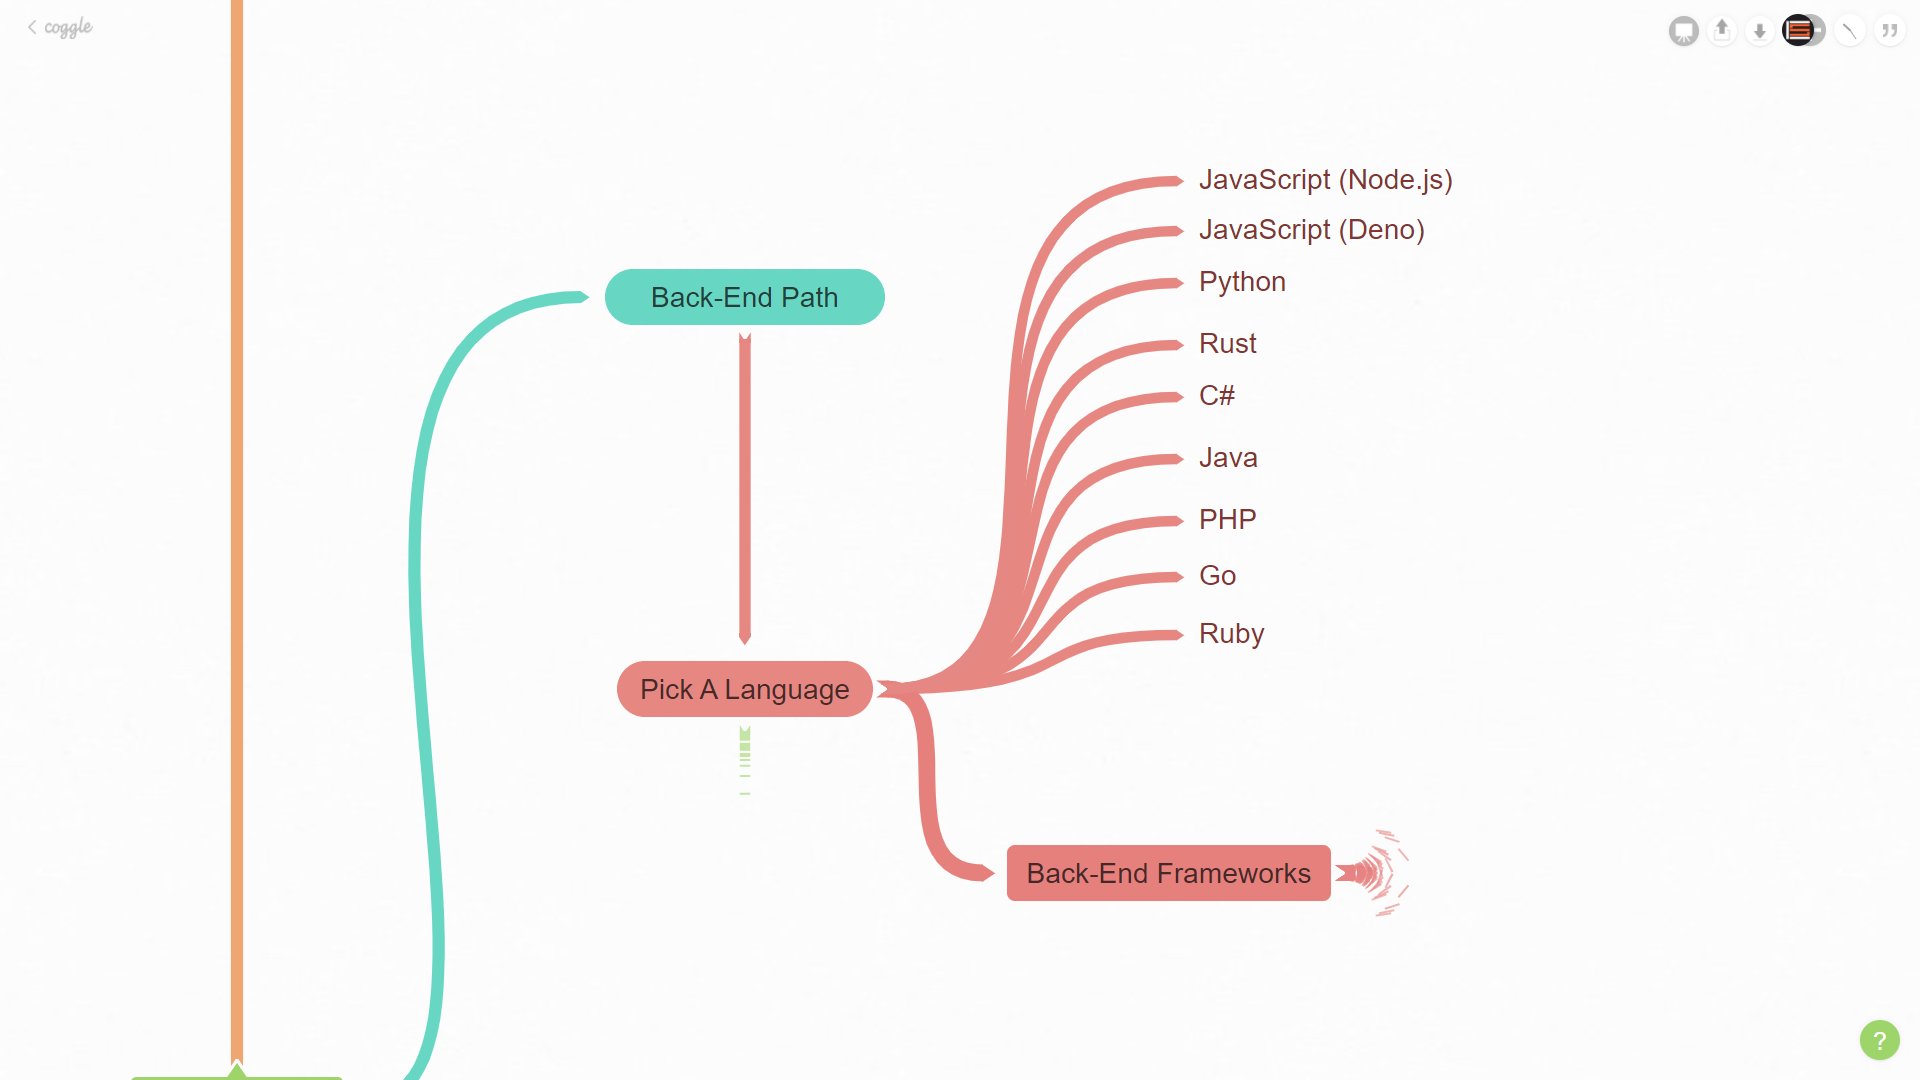 coggle
JavaScript (Node.js)
JavaScript (Deno)
Python
Back-End Path
Rust
C#
Java
PHP
Go
Ruby
Pick A Language
Back-End Frameworks
?